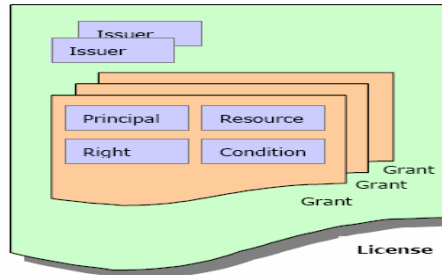 Issuer
Issuer
Principal
Resource
Right
Condition
Grant
Grant
Grant
License